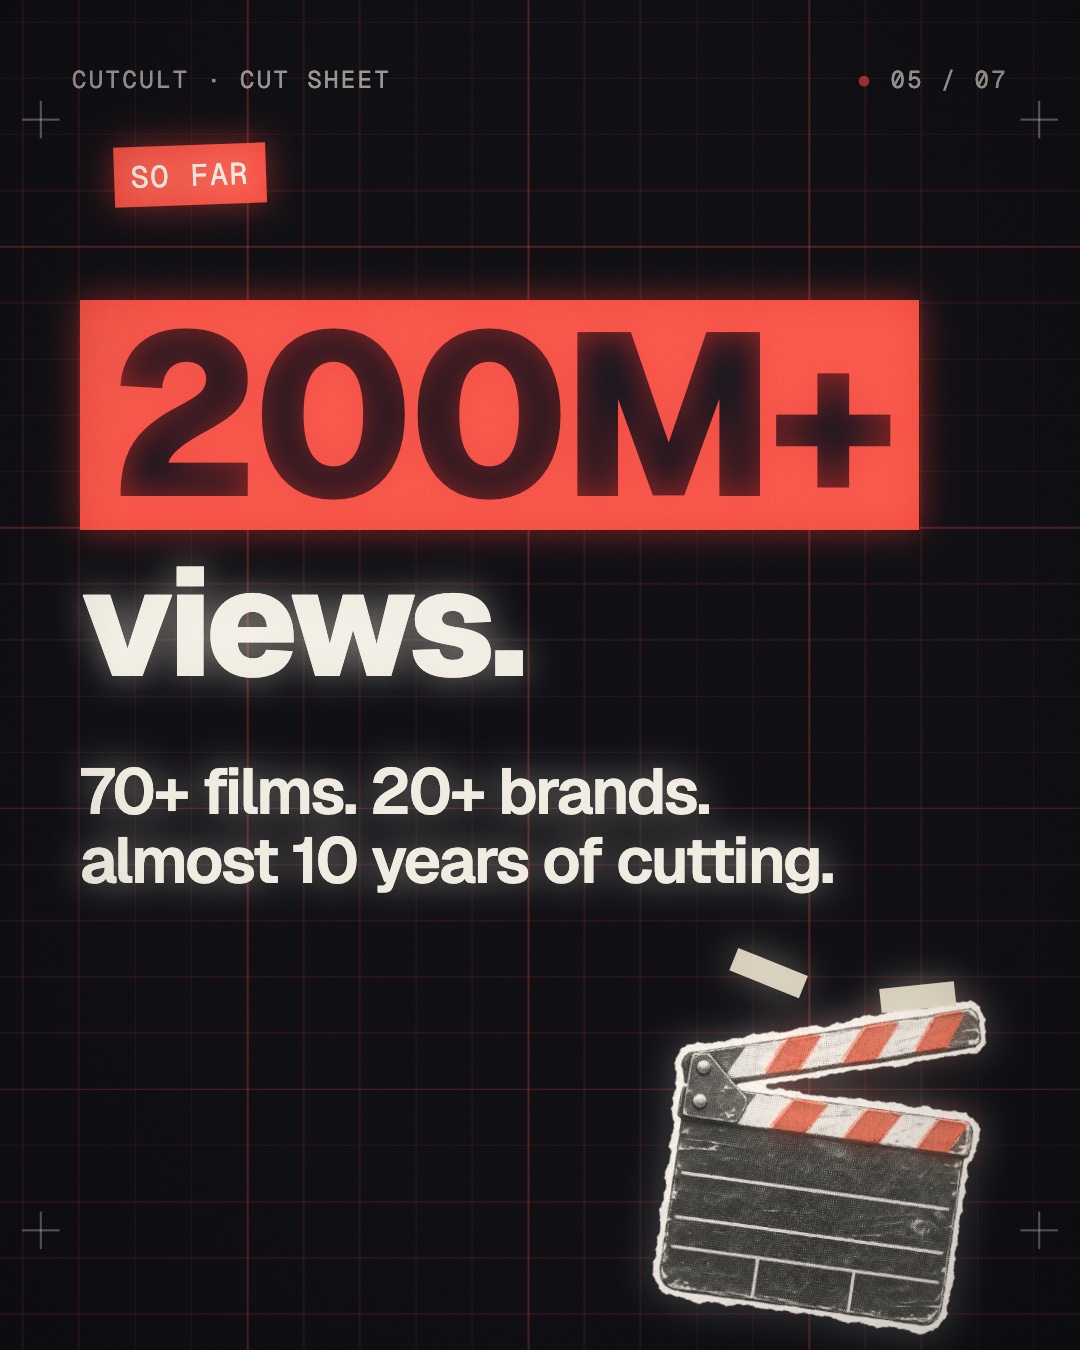 CUTCULT · CUT SHEET
05 / 07
SO FAR
200M+
views.
70+ films. 20+ brands.
almost 10 years of cutting.